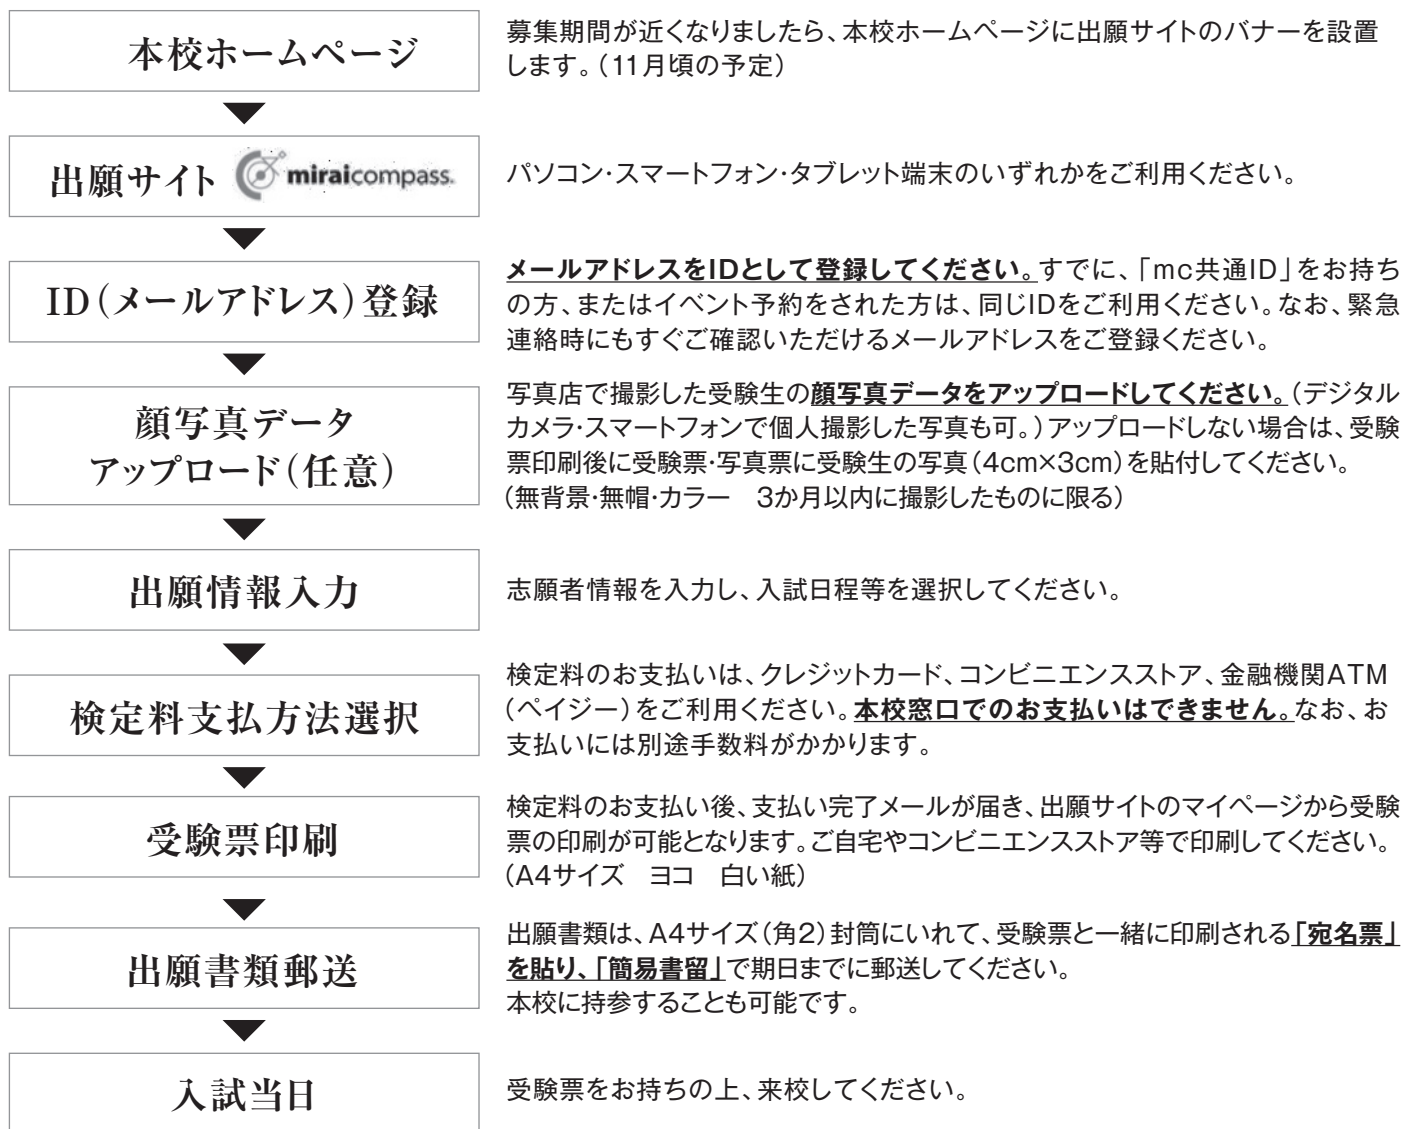 本校ホームページ
募集期間が近くなりましたら、本校ホームページに出願サイトのバナーを設置
します。(11月頃の予定)
出願サイト miraicompass
パソコン・スマートフォン・タブレット端末のいずれかをご利用ください。
ID(メールアドレス)登録
メールアドレスをIDとして登録してください。すでに、「mc共通ID」をお持ち
の方、またはイベント予約をされた方は、同じIDをご利用ください。なお、緊急
連絡時にもすぐご確認いただけるメールアドレスをご登録ください。
顔写真データ
アップロード(任意)
写真店で撮影した受験生の顔写真データをアップロードしてください。(デジタル
カメラ・スマートフォンで個人撮影した写真も可。)アップロードしない場合は、受験
票印刷後に受験票・写真票に受験生の写真(4cm×3cm)を貼付してください。
(無背景・無帽・カラー　3か月以内に撮影したものに限る)
出願情報入力
志願者情報を入力し、入試日程等を選択してください。
検定料支払方法選択
検定料のお支払いは、クレジットカード、コンビニエンスストア、金融機関ATM
(ペイジー)をご利用ください。本校窓口でのお支払いはできません。なお、お
支払いには別途手数料がかかります。
受験票印刷
検定料のお支払い後、支払い完了メールが届き、出願サイトのマイページから受験
票の印刷が可能となります。ご自宅やコンビニエンスストア等で印刷してください。
(A4サイズ　ヨコ　白い紙)
出願書類郵送
出願書類は、A4サイズ(角2)封筒にいれて、受験票と一緒に印刷される「宛名票」
を貼り、「簡易書留」で期日までに郵送してください。
本校に持参することも可能です。
入試当日
受験票をお持ちの上、来校してください。